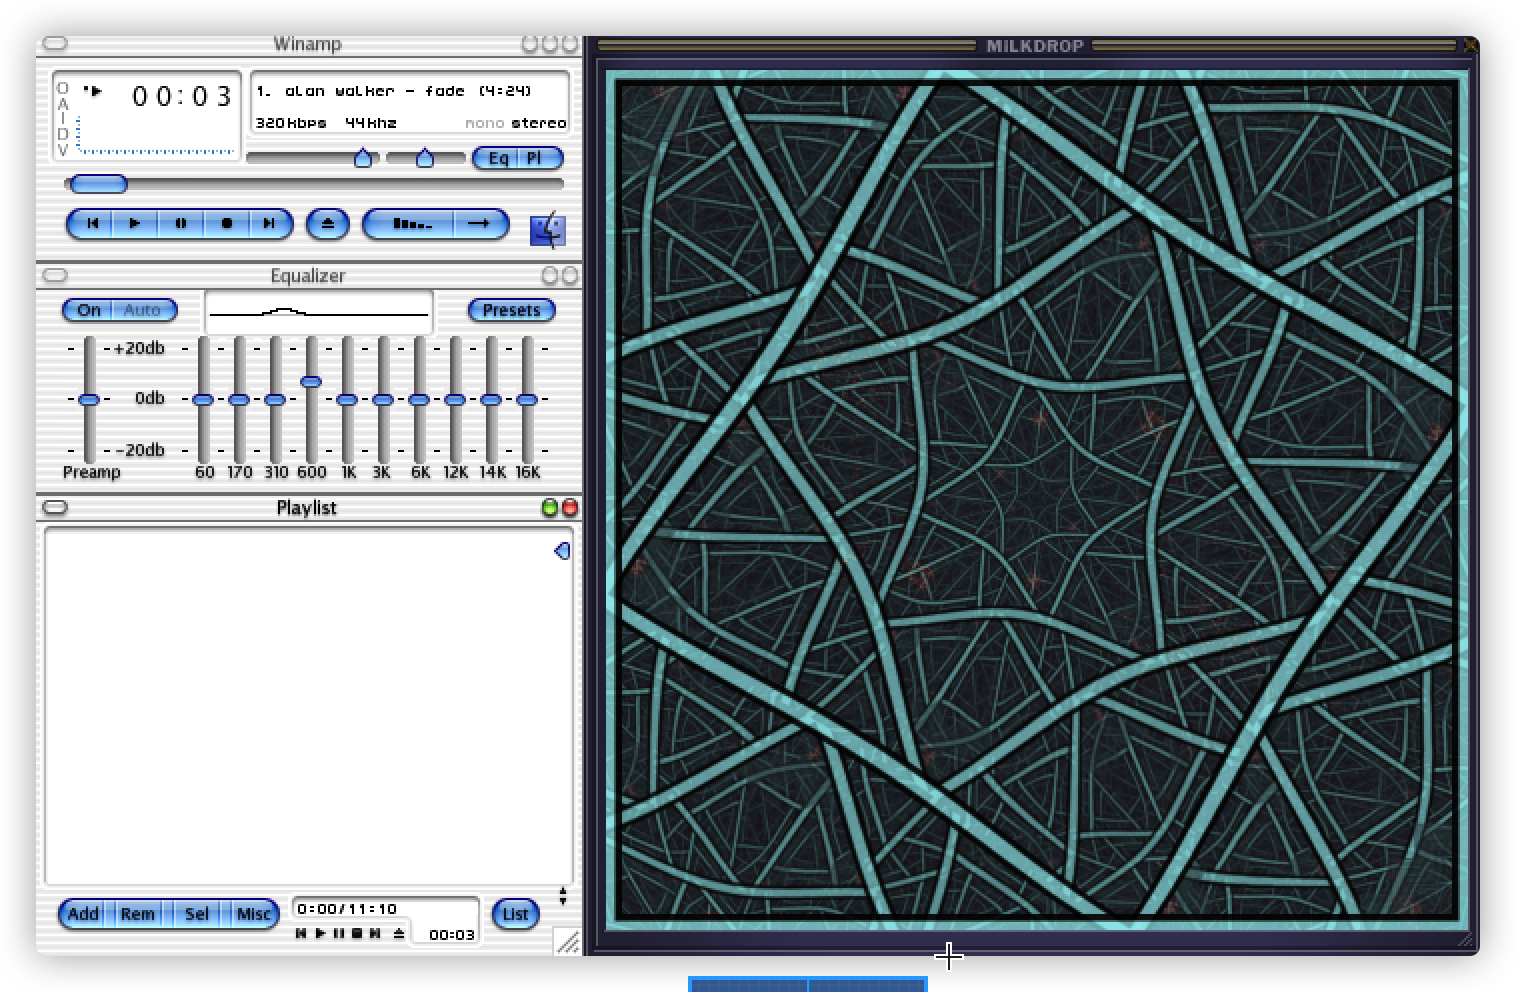 Winamp
MILKDROP
O
A
I
D
V
00:03
1. alan walker - fade (4:24)
320kbps 44khz mono stereo
Eq Pl
Equalizer
On Auto Presets
+20db
0db
-20db
Preamp 60 170 310 600 1K 3K 6K 12K 14K 16K
Playlist
Add Rem Sel Misc
0:00/11:10
00:03
List